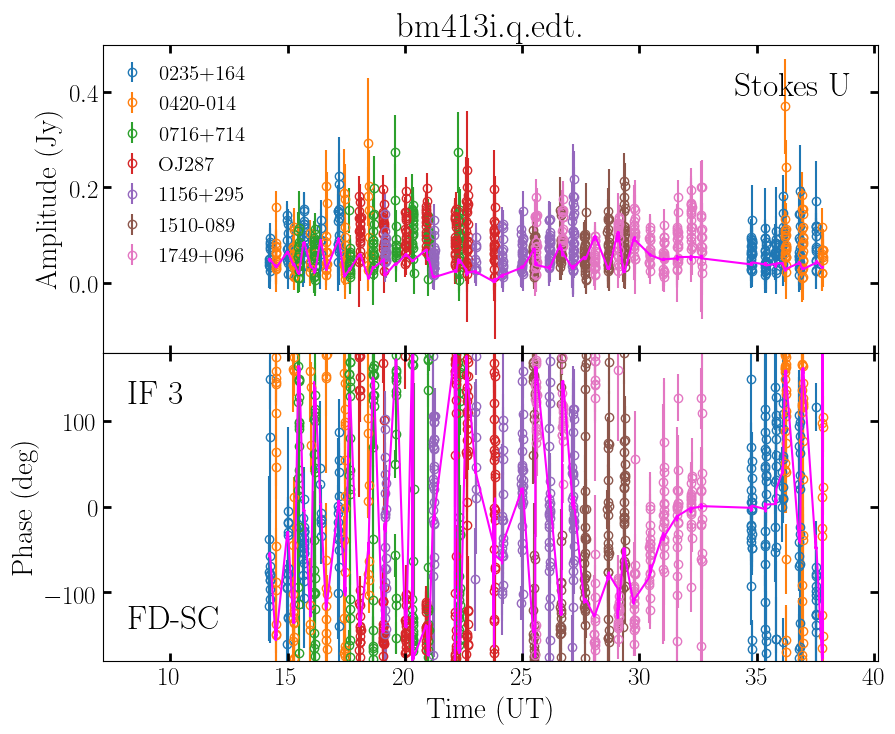 bm413i.q.edt.
Stokes U
0235+164
0420-014
0716+714
OJ287
1156+295
1510-089
1749+096
Amplitude (Jy)
0.4
0.2
0.0
IF 3
FD-SC
Phase (deg)
100
0
−100
10 15 20 25 30 35 40
Time (UT)